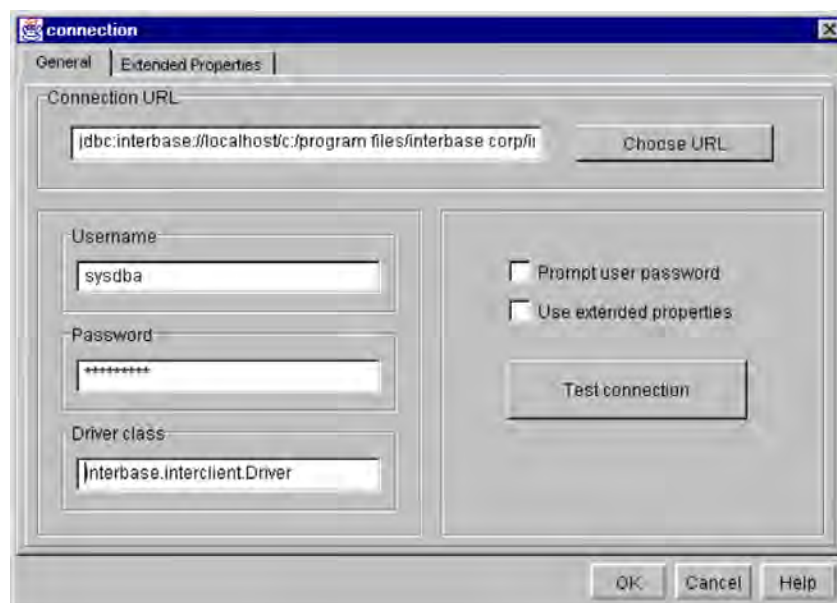 connection
General
Extended Properties
Connection URL
jdbc:interbase://localhost/c:/program files/interbase corp/i
Choose URL
Username
sysdba
Prompt user password
Use extended properties
Password
*********
Test connection
Driver class
interbase.interclient.Driver
OK
Cancel
Help